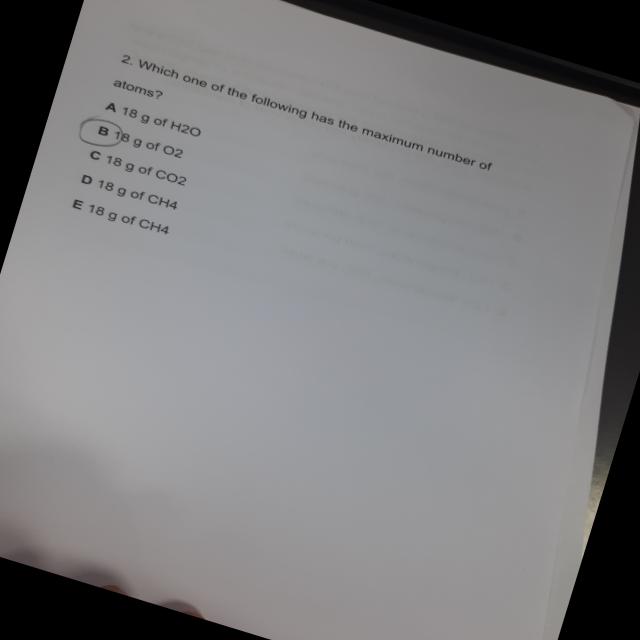 2. Which one of the following has the maximum number of
atoms?
A 18 g of H2O
B 8 g of O2
C 18 g of CO2
D 18 g of CH4
E 18 g of CH4